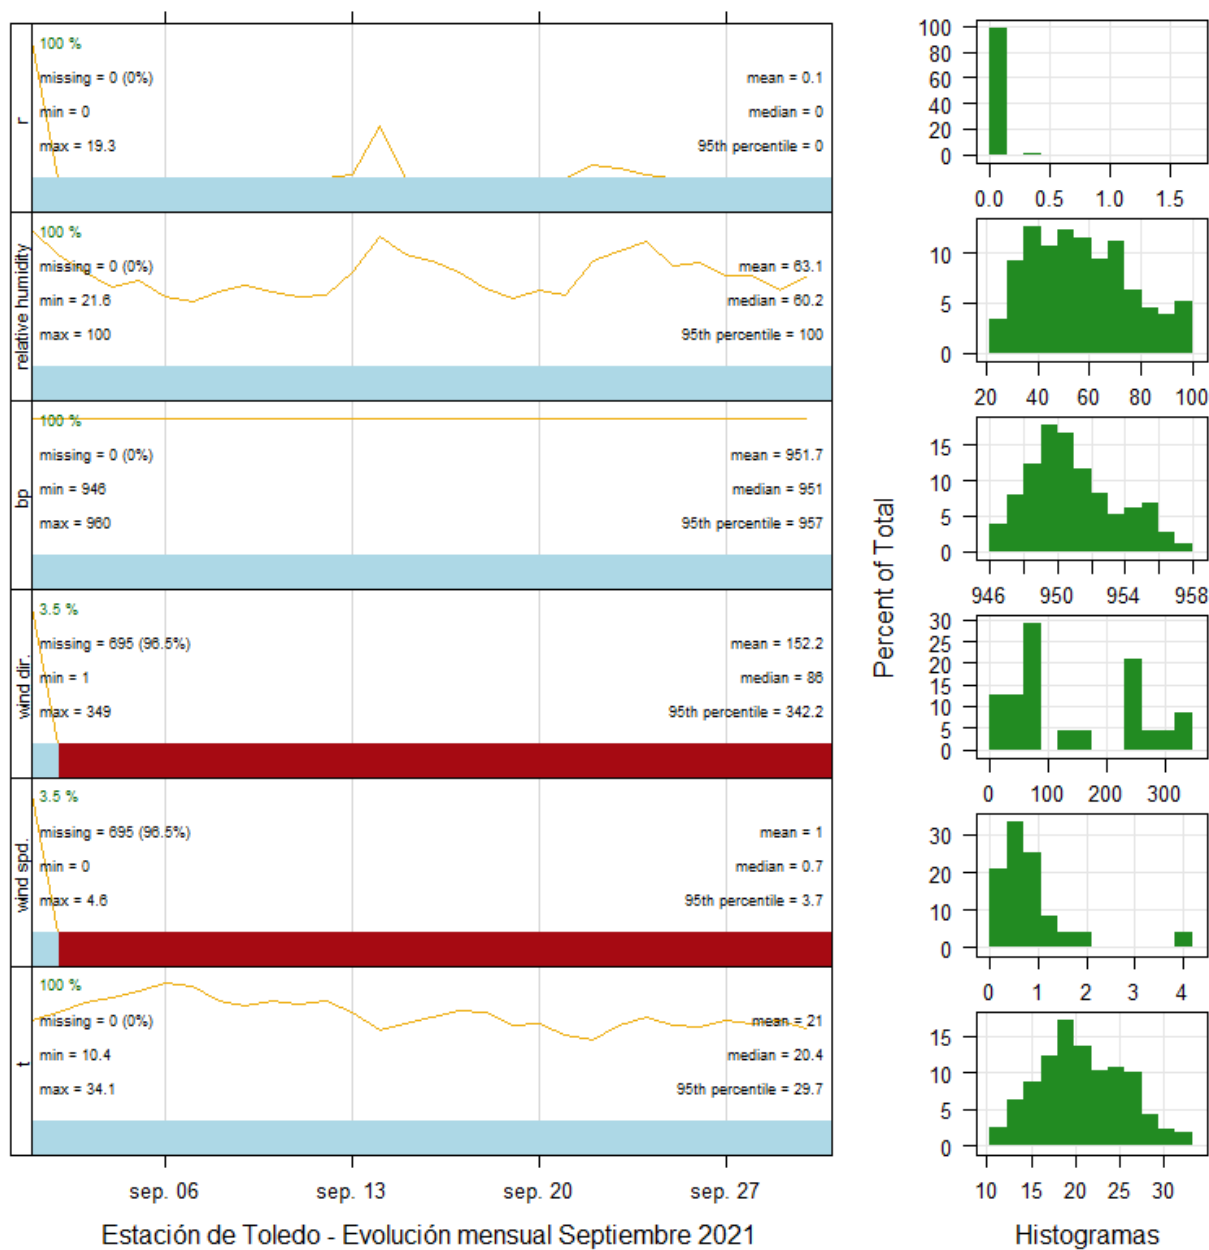 r
100 %
missing = 0 (0%)
min = 0
max = 19.3
mean = 0.1
median = 0
95th percentile = 0
relative humidity
100 %
missing = 0 (0%)
min = 21.6
max = 100
mean = 63.1
median = 60.2
95th percentile = 100
bp
100 %
missing = 0 (0%)
min = 946
max = 960
mean = 951.7
median = 951
95th percentile = 957
wind dir.
3.5 %
missing = 695 (96.5%)
min = 1
max = 349
mean = 152.2
median = 86
95th percentile = 342.2
wind spd.
3.5 %
missing = 695 (96.5%)
min = 0
max = 4.6
mean = 1
median = 0.7
95th percentile = 3.7
t
100 %
missing = 0 (0%)
min = 10.4
max = 34.1
mean = 21
median = 20.4
95th percentile = 29.7
sep. 06 sep. 13 sep. 20 sep. 27
Estación de Toledo - Evolución mensual Septiembre 2021
Percent of Total
100
80
60
40
20
0
0.0 0.5 1.0 1.5
10
5
0
20 40 60 80 100
15
10
5
0
946 950 954 958
30
25
20
15
10
5
0
0 100 200 300
30
20
10
0
0 1 2 3 4
15
10
5
0
10 15 20 25 30
Histogramas